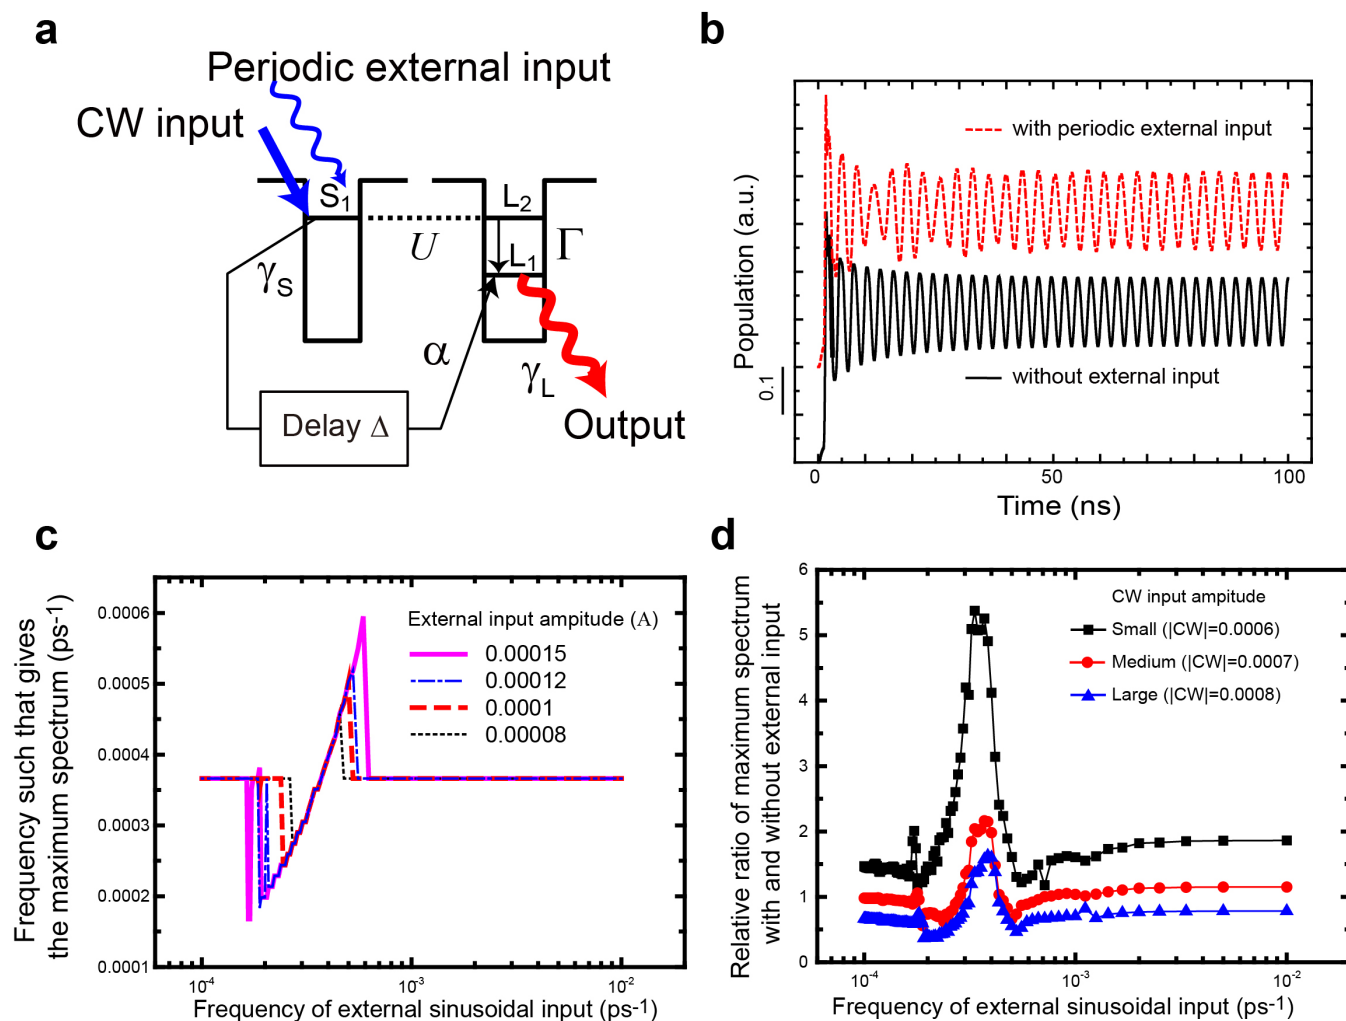 a
Periodic external input
CW input
S1
L2
U
L1
Γ
γS
α
γL
Delay Δ
Output
b
Population (a.u.)
0.1
with periodic external input
without external input
0
50
100
Time (ns)
c
Frequency such that gives
the maximum spectrum (ps-1)
0.0006
0.0005
0.0004
0.0003
0.0002
0.0001
External input ampitude (A)
0.00015
0.00012
0.0001
0.00008
10-4
10-3
10-2
Frequency of external sinusoidal input (ps-1)
d
Relative ratio of maximum spectrum
with and without external input
6
5
4
3
2
1
0
CW input ampitude
Small (|CW|=0.0006)
Medium (|CW|=0.0007)
Large (|CW|=0.0008)
10-4
10-3
10-2
Frequency of external sinusoidal input (ps-1)